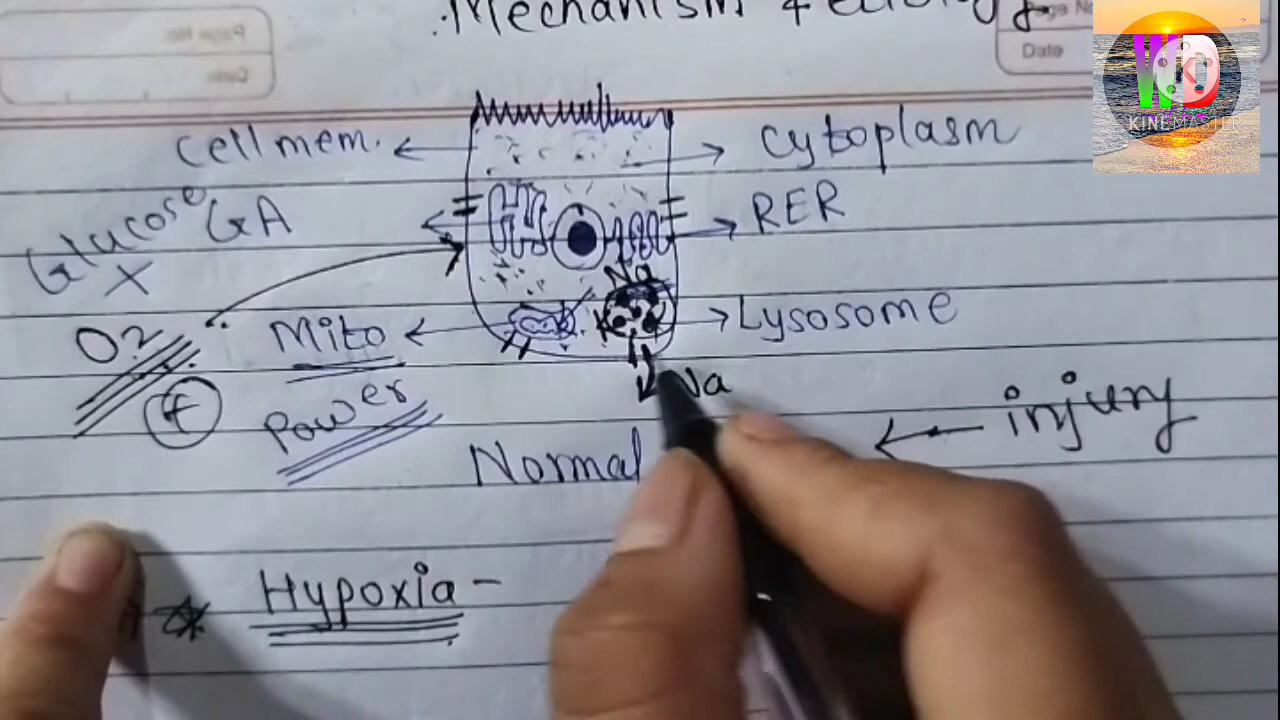 Mechanism & etiology
Page No.
Date
WD
KINEMASTER
Cell mem.
Cytoplasm
Glucose
GA
RER
X
Na
K
O2
Mito
Lysosome
Na
Power
injury
Normal
Hypoxia -